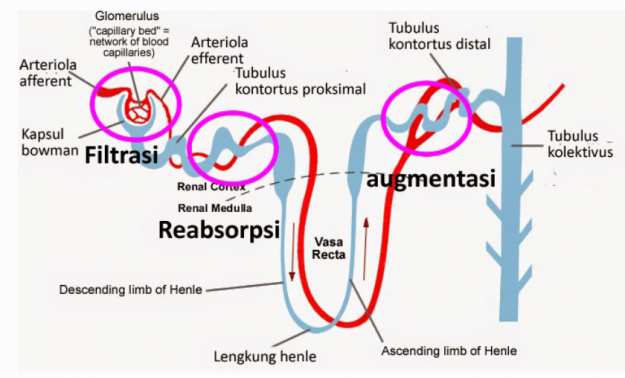 Glomerulus
("capillary bed" =
network of blood
capillaries)
Arteriola
afferent
Arteriola
efferent
Tubulus
kontortus proksimal
Kapsul
bowman
Filtrasi
Tubulus
kontortus distal
Tubulus
kolektivus
Renal Cortex
Renal Medulla
Reabsorpsi
augmentasi
Vasa
Recta
Descending limb of Henle
Lengkung henle
Ascending limb of Henle